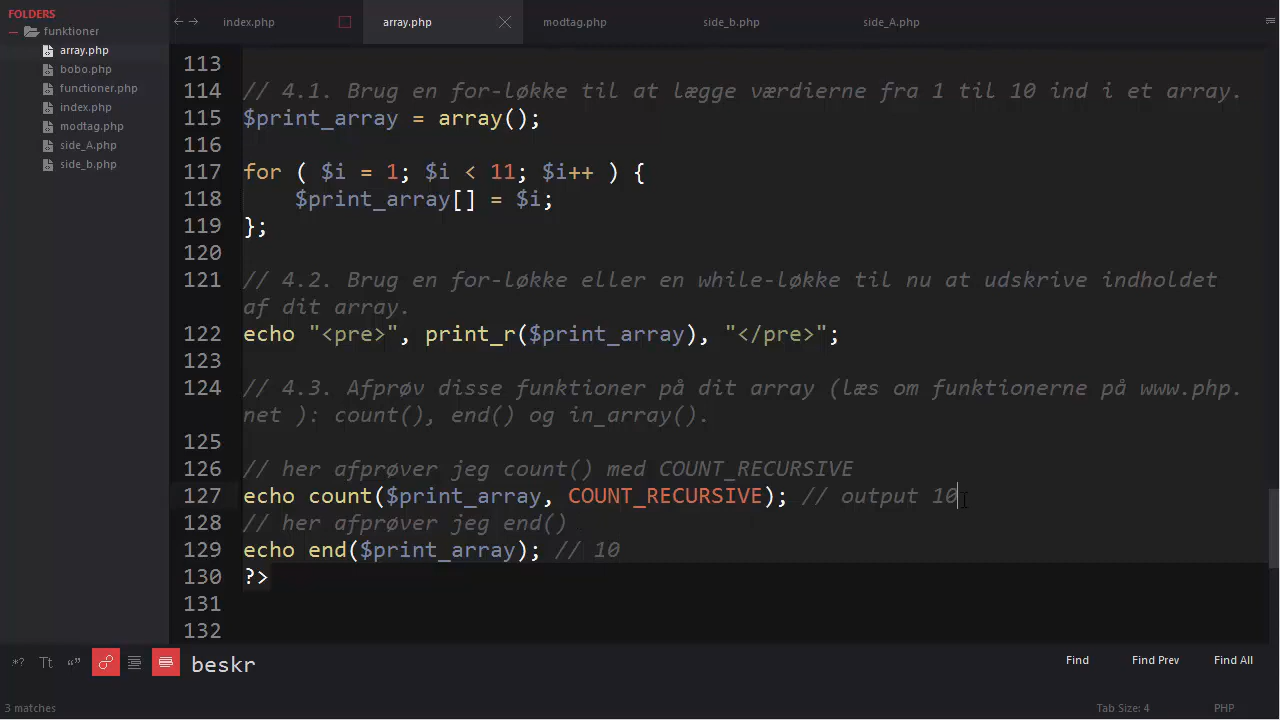 FOLDERS
funktioner
array.php
bobo.php
functioner.php
index.php
modtag.php
side_A.php
side_b.php
index.php array.php modtag.php side_b.php side_A.php
113
114 // 4.1. Brug en for-løkke til at lægge værdierne fra 1 til 10 ind i et array.
115 $print_array = array();
116
117 for ( $i = 1; $i < 11; $i++ ) {
118 $print_array[] = $i;
119 };
120
121 // 4.2. Brug en for-løkke eller en while-løkke til nu at udskrive indholdet
af dit array.
122 echo "<pre>", print_r($print_array), "</pre>";
123
124 // 4.3. Afprøv disse funktioner på dit array (læs om funktionerne på www.php.
net ): count(), end() og in_array().
125
126 // her afprøver jeg count() med COUNT_RECURSIVE
127 echo count($print_array, COUNT_RECURSIVE); // output 10
128 // her afprøver jeg end()
129 echo end($print_array); // 10
130 ?>
131
132
.* Tt “” beskr Find Find Prev Find All
3 matches Tab Size: 4 PHP